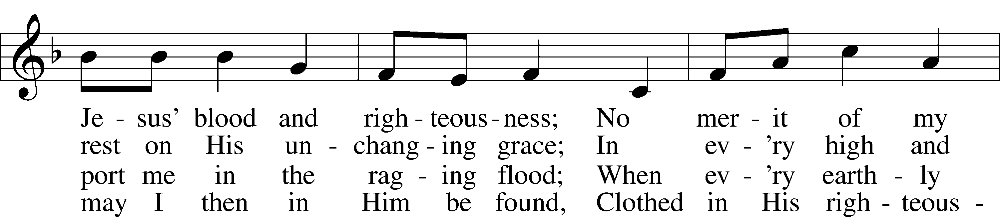 Je - sus’ blood and righ - teous - ness; No mer - it of my
rest on His un - chang - ing grace; In ev - ’ry high and
port me in the rag - ing flood; When ev - ’ry earth - ly
may I then in Him be found, Clothed in His righ - teous -